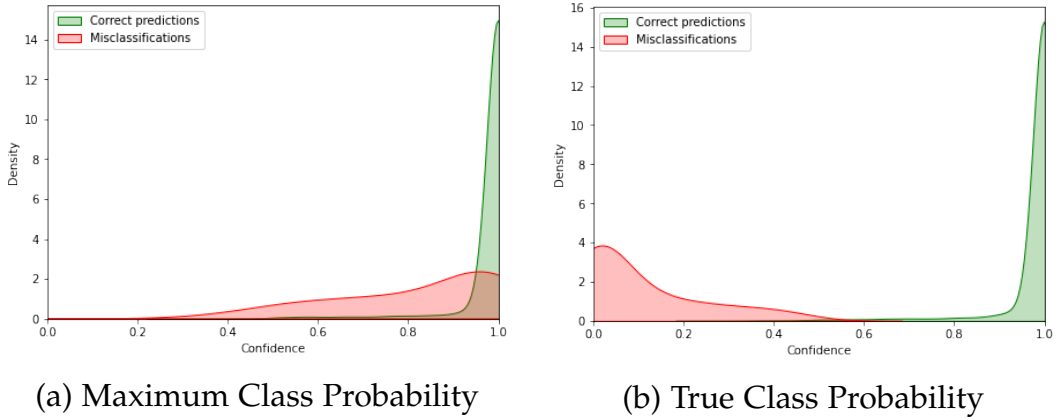 Correct predictions
Misclassifications
14
12
10
8
6
4
2
0
Density
0.0
0.2
0.4
0.6
0.8
1.0
Confidence
(a) Maximum Class Probability
Correct predictions
Misclassifications
16
14
12
10
8
6
4
2
0
Density
0.0
0.2
0.4
0.6
0.8
1.0
Confidence
(b) True Class Probability